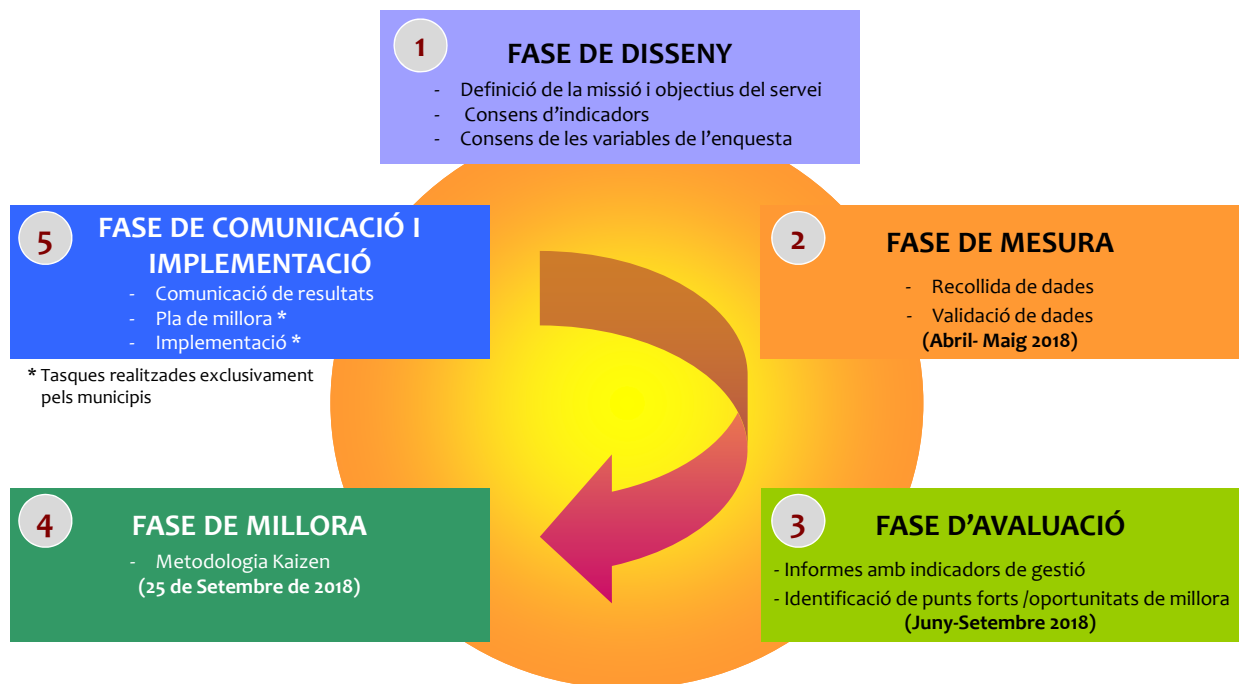 1
FASE DE DISSENY
- Definició de la missió i objectius del servei
- Consens d’indicadors
- Consens de les variables de l’enquesta
2
FASE DE MESURA
- Recollida de dades
- Validació de dades
(Abril- Maig 2018)
3
FASE D’AVALUACIÓ
- Informes amb indicadors de gestió
- Identificació de punts forts /oportunitats de millora
(Juny-Setembre 2018)
4
FASE DE MILLORA
- Metodologia Kaizen
(25 de Setembre de 2018)
5
FASE DE COMUNICACIÓ I
IMPLEMENTACIÓ
- Comunicació de resultats
- Pla de millora *
- Implementació *
* Tasques realitzades exclusivament
pels municipis